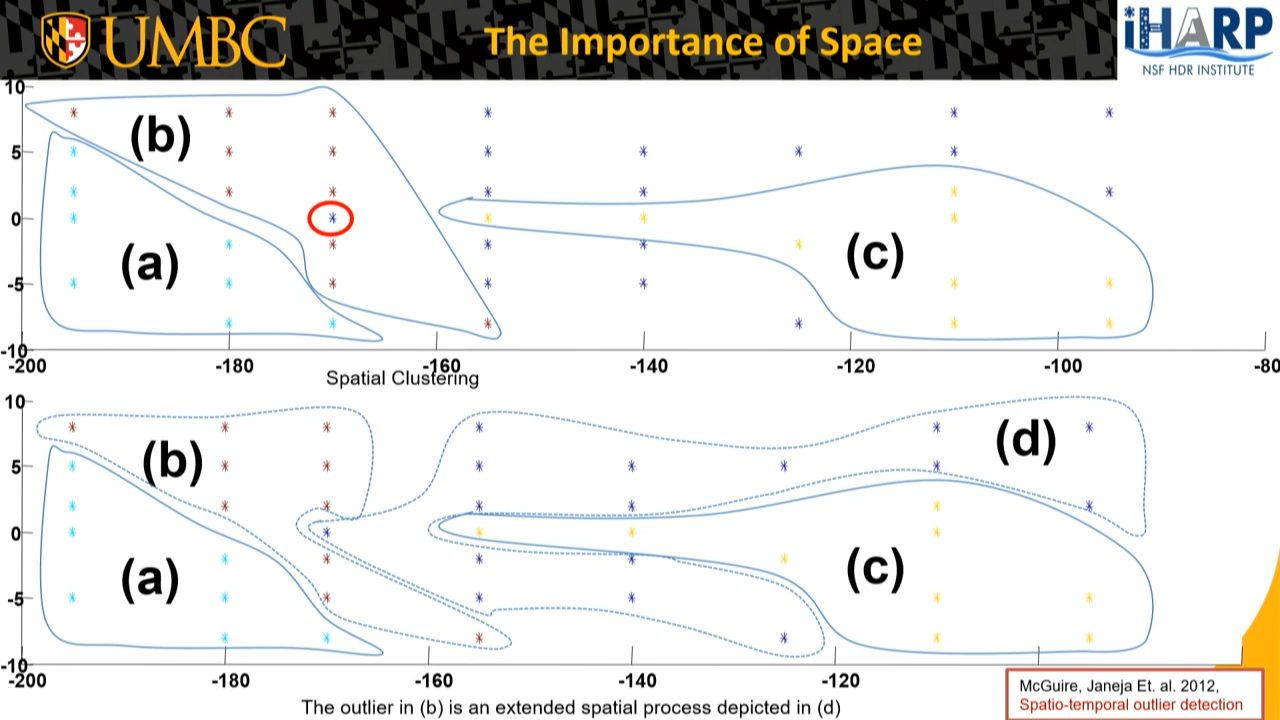 UMBC
The Importance of Space
iHARP
NSF HDR INSTITUTE
10
5
0
-5
-10
(b)
(a)
(c)
-200 -180 -160 -140 -120 -100 -80
Spatial Clustering
10
5
0
-5
-10
(b)
(d)
(a)
(c)
-200 -180 -160 -140 -120
The outlier in (b) is an extended spatial process depicted in (d)
McGuire, Janeja Et. al. 2012,
Spatio-temporal outlier detection